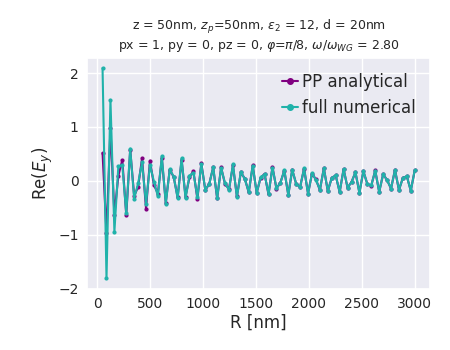 z = 50nm, z_p=50nm, ε_2 = 12, d = 20nm
px = 1, py = 0, pz = 0, φ=π/8, ω/ω_WG = 2.80
PP analytical
full numerical
Re(E_y)
2
1
0
−1
−2
0 500 1000 1500 2000 2500 3000
R [nm]